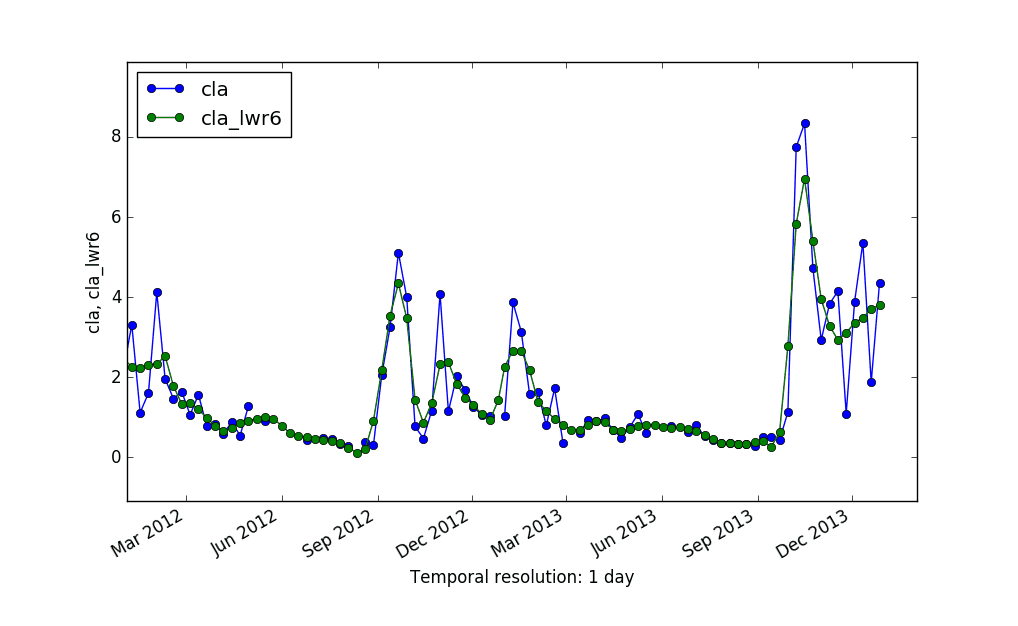 cla
cla_lwr6
8
6
4
2
0
cla, cla_lwr6
Mar 2012
Jun 2012
Sep 2012
Dec 2012
Mar 2013
Jun 2013
Sep 2013
Dec 2013
Temporal resolution: 1 day